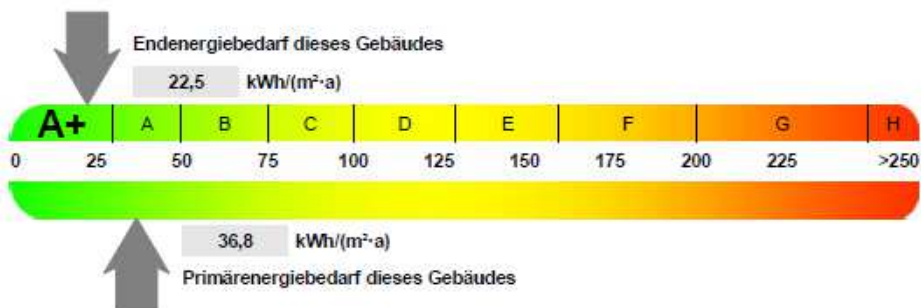 Endenergiebedarf dieses Gebäudes
22,5 kWh/(m²·a)
A+ A B C D E F G H
0 25 50 75 100 125 150 175 200 225 >250
36,8 kWh/(m²·a)
Primärenergiebedarf dieses Gebäudes